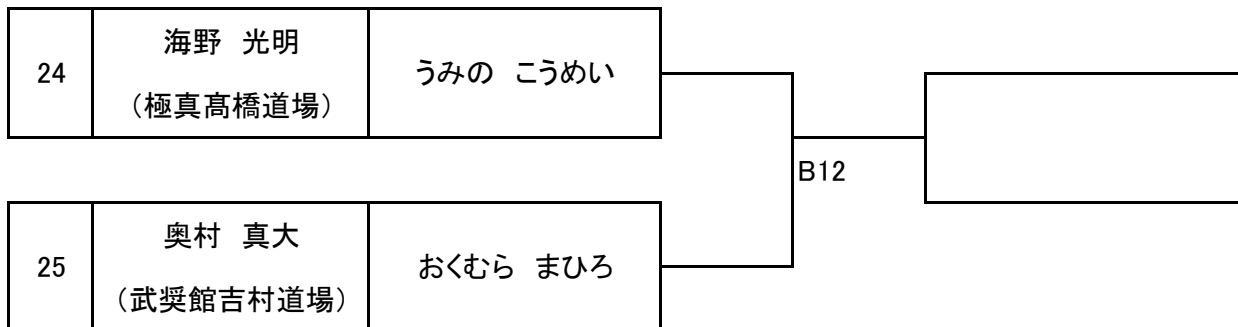 24
海野 光明
(極真髙橋道場)
うみの こうめい
B12
25
奥村 真大
(武奨館吉村道場)
おくむら まひろ